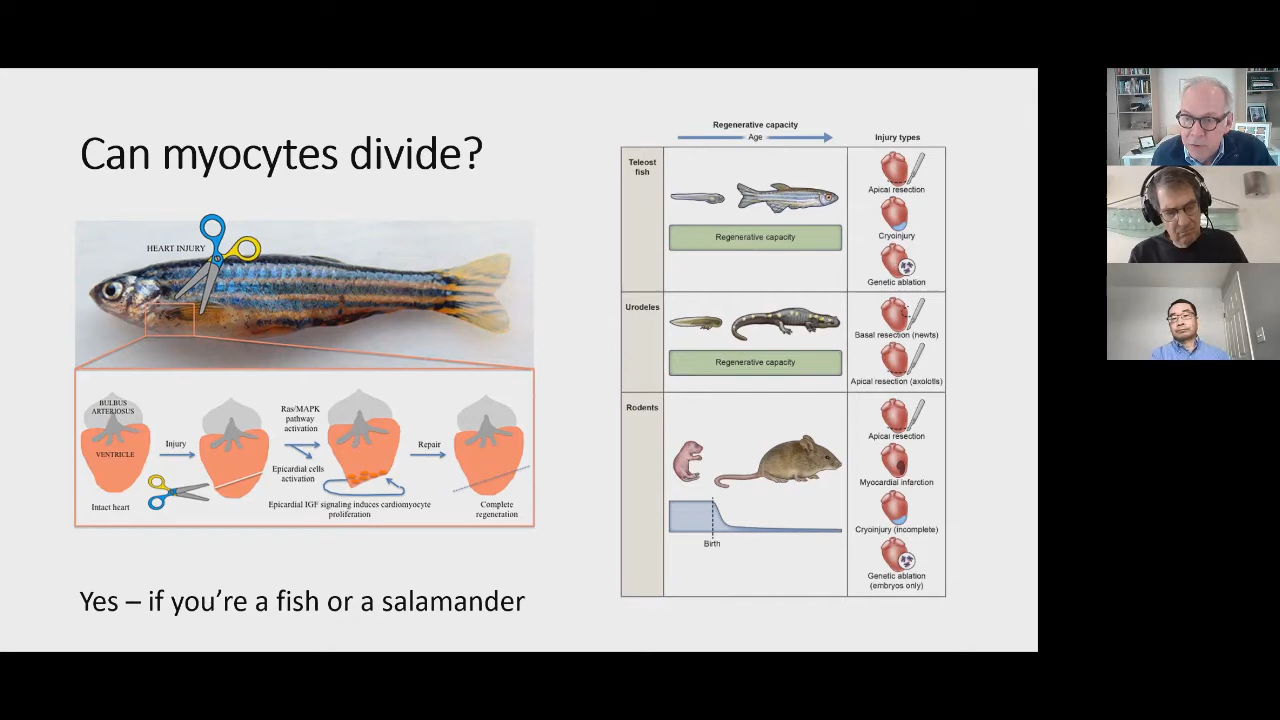 Can myocytes divide?
HEART INJURY
BULBUS
ARTERIOSUS
VENTRICLE
Injury
Ras/MAPK
pathway
activation
Epicardial cells
activation
Repair
Intact heart
Epicardial IGF signaling induces cardiomyocyte
proliferation
Complete
regeneration
Yes – if you're a fish or a salamander
Regenerative capacity
Age
Injury types
Teleost
fish
Regenerative capacity
Apical resection
Cryoinjury
Genetic ablation
Urodeles
Regenerative capacity
Basal resection (newts)
Apical resection (axolotls)
Rodents
Birth
Apical resection
Myocardial infarction
Cryoinjury (incomplete)
Genetic ablation
(embryos only)